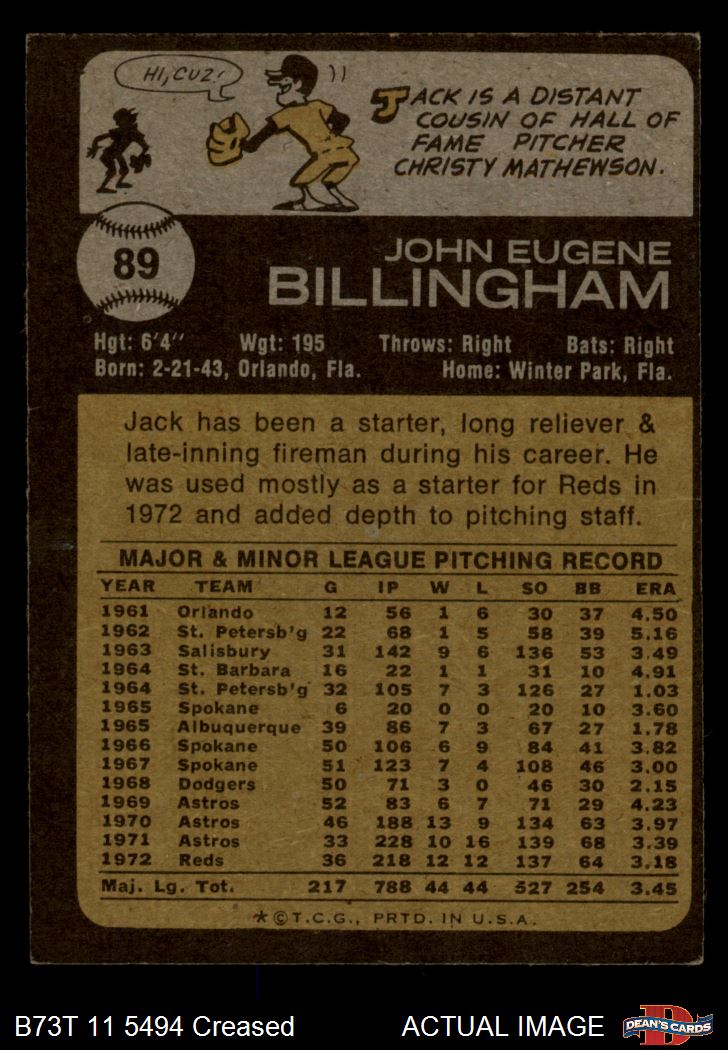 HI, CUZ!
JACK IS A DISTANT
COUSIN OF HALL OF
FAME PITCHER
CHRISTY MATHEWSON.
89
JOHN EUGENE
BILLINGHAM
Hgt: 6'4" Wgt: 195 Throws: Right Bats: Right
Born: 2-21-43, Orlando, Fla. Home: Winter Park, Fla.
Jack has been a starter, long reliever &
late-inning fireman during his career. He
was used mostly as a starter for Reds in
1972 and added depth to pitching staff.
MAJOR & MINOR LEAGUE PITCHING RECORD
YEAR TEAM G IP W L SO BB ERA
1961 Orlando 12 56 1 6 30 37 4.50
1962 St. Petersb'g 22 68 1 5 58 39 5.16
1963 Salisbury 31 142 9 6 136 53 3.49
1964 St. Barbara 16 22 1 1 31 10 4.91
1964 St. Petersb'g 32 105 7 3 126 27 1.03
1965 Spokane 6 20 0 0 20 10 3.60
1965 Albuquerque 39 86 7 3 67 27 1.78
1966 Spokane 50 106 6 9 84 41 3.82
1967 Spokane 51 123 7 4 108 46 3.00
1968 Dodgers 50 71 3 0 46 30 2.15
1969 Astros 52 83 6 7 71 29 4.23
1970 Astros 46 188 13 9 134 63 3.97
1971 Astros 33 228 10 16 139 68 3.39
1972 Reds 36 218 12 12 137 64 3.18
Maj. Lg. Tot. 217 788 44 44 527 254 3.45
*©T.C.G., PRTD. IN U.S.A.
B73T 11 5494 Creased ACTUAL IMAGE
D
DEAN'S CARDS